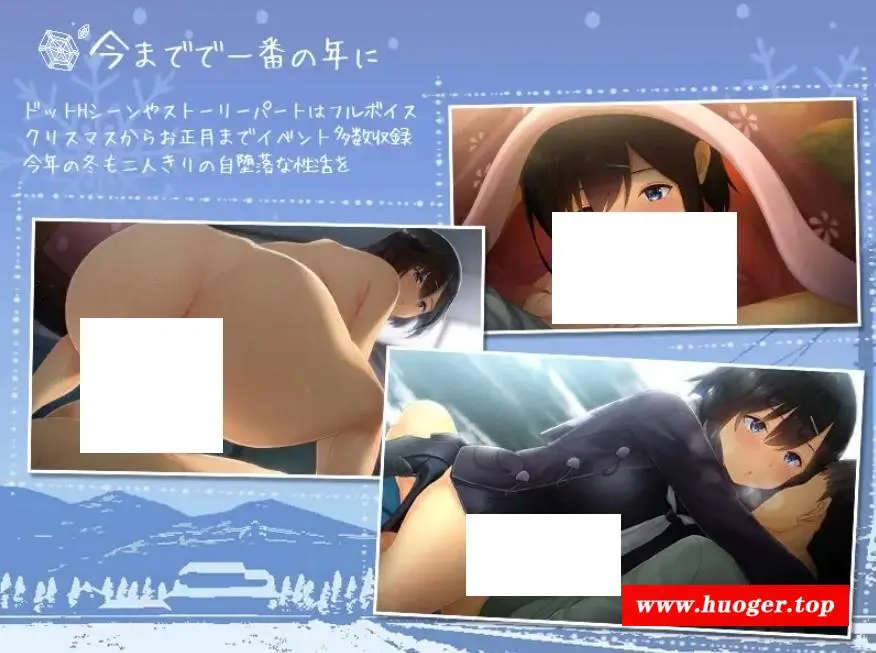 今までで一番の年に
ドットHシーンやストーリーパートはフルボイス
クリスマスからお正月までイベント多数収録
今年の冬も二人きりの自堕落な性活を
www.huoger.top